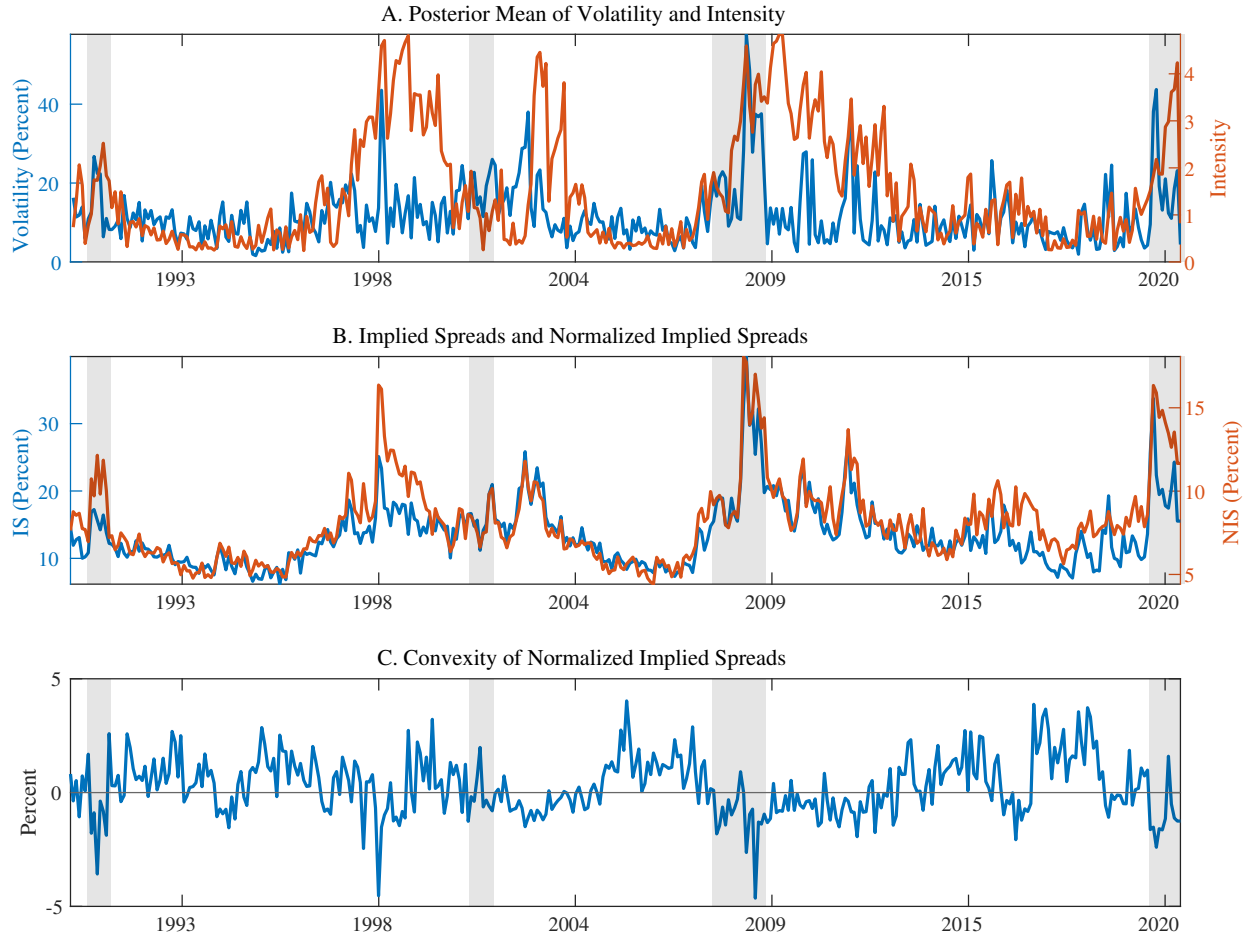 A. Posterior Mean of Volatility and Intensity
Volatility (Percent)
40
20
0
4
3
2
1
0
Intensity
1993 1998 2004 2009 2015 2020
B. Implied Spreads and Normalized Implied Spreads
IS (Percent)
30
20
10
15
10
5
NIS (Percent)
1993 1998 2004 2009 2015 2020
C. Convexity of Normalized Implied Spreads
Percent
5
0
-5
1993 1998 2004 2009 2015 2020